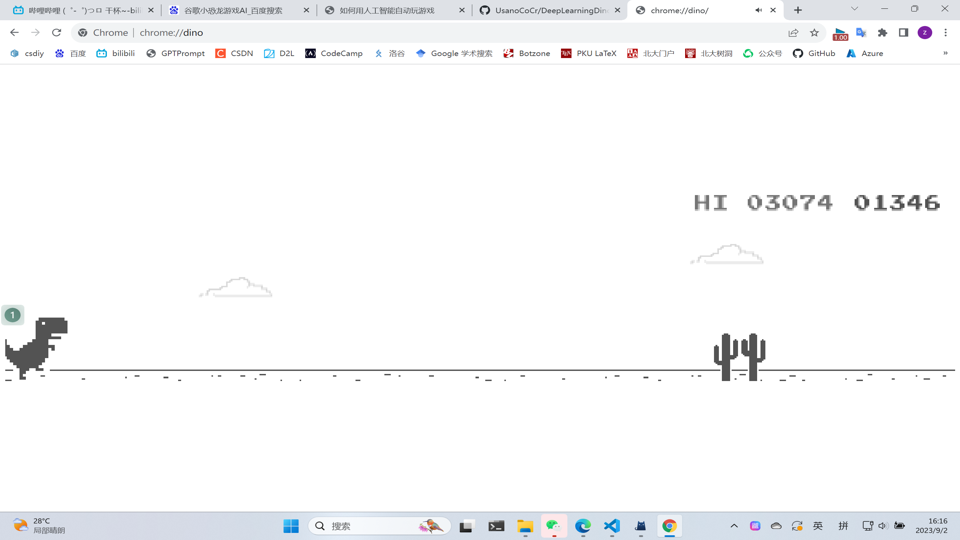 哔哩哔哩 (゜-゜)つロ 干杯~-bili
谷歌小恐龙游戏AI_百度搜索
如何用人工智能自动玩游戏
UsanoCoCr/DeepLearningDin
chrome://dino/
Chrome | chrome://dino
1.00
z
csdiy
百度
bilibili
GPTPrompt
CSDN
D2L
CodeCamp
洛谷
Google 学术搜索
Botzone
PKU LaTeX
北大门户
北大树洞
公众号
GitHub
Azure
»
HI 03074 01346
1
28°C
局部晴朗
搜索
英
拼
16:16
2023/9/2